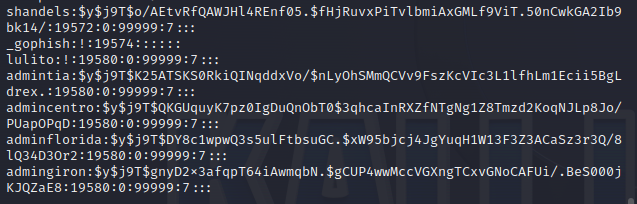 shandels:$y$j9T$o/AEtvRfQAWJHl4REnf05.$fHjRuvxPiTvlbmiAxGMLf9ViT.50nCwkGA2Ib9
bk14/:19572:0:99999:7:::
_gophish:!:19574::::::
lulito:!:19580:0:99999:7:::
admintia:$y$j9T$K25ATSKS0RkiQINqddxVo/$nLyOhSMmQCVv9FszKcVIc3L1lfhLm1Ecii5BgL
drex.:19580:0:99999:7:::
admincentro:$y$j9T$QKGUquyK7pz0IgDuQnObT0$3qhcaInRXZfNTgNg1Z8Tmzd2KoqNJLp8Jo/
PUapOPqD:19580:0:99999:7:::
adminflorida:$y$j9T$DY8c1wpwQ3s5ulFtbsuGC.$xW95bjcj4JgYuqH1W13F3Z3ACaSz3r3Q/8
lQ34D3Or2:19580:0:99999:7:::
admingiron:$y$j9T$gnyD2×3afqpT64iAwmqbN.$gCUP4wwMccVGXngTCxvGNoCAFUi/.BeS000j
KJQZaE8:19580:0:99999:7:::